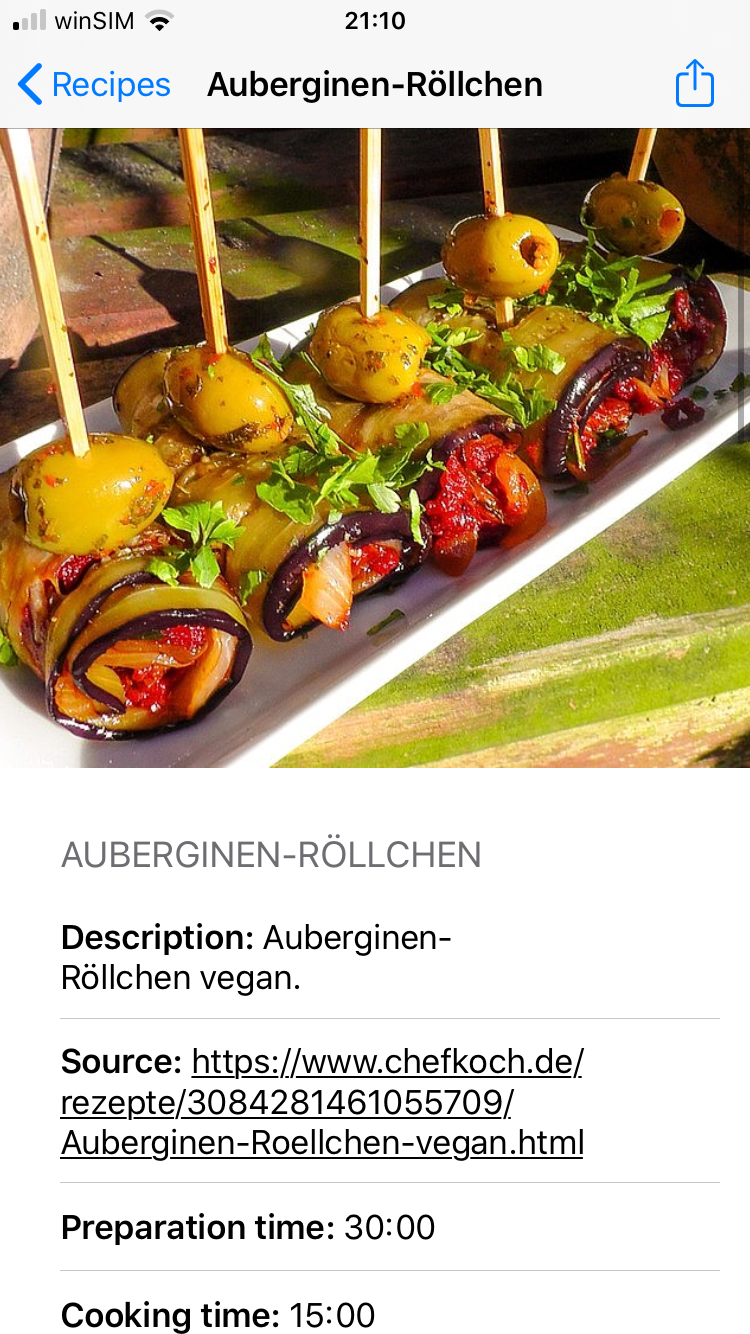 winSIM 21:10
Recipes Auberginen-Röllchen
AUBERGINEN-RÖLLCHEN
Description: Auberginen-
Röllchen vegan.
Source: https://www.chefkoch.de/
rezepte/3084281461055709/
Auberginen-Roellchen-vegan.html
Preparation time: 30:00
Cooking time: 15:00